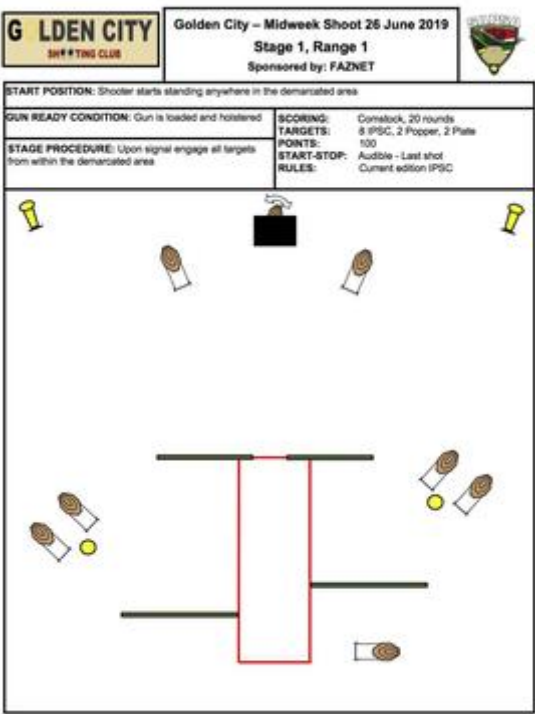 G LDEN CITY
SH**TING CLUB
Golden City – Midweek Shoot 26 June 2019
Stage 1, Range 1
Sponsored by: FAZNET
START POSITION: Shooter starts standing anywhere in the demarcated area
GUN READY CONDITION: Gun is loaded and holstered
STAGE PROCEDURE: Upon signal engage all targets
from within the demarcated area
SCORING: Comstock, 20 rounds
TARGETS: 8 IPSC, 2 Popper, 2 Plate
POINTS: 100
START-STOP: Audible - Last shot
RULES: Current edition IPSC